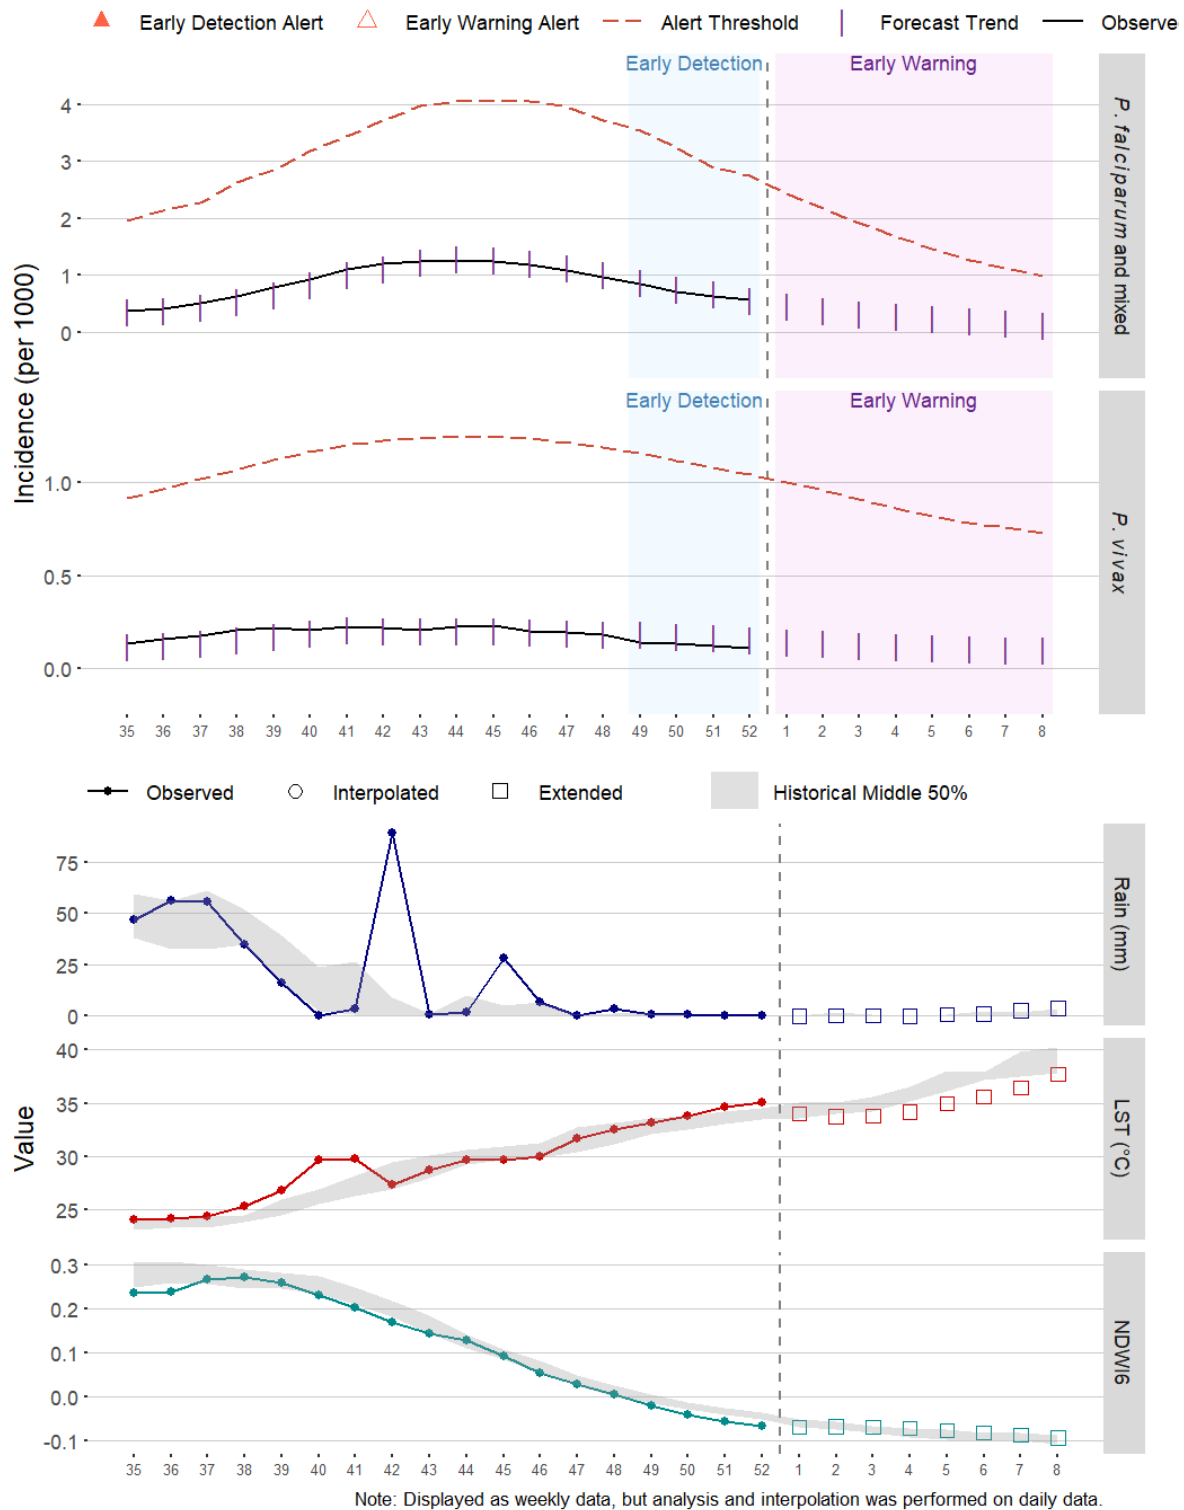 Early Detection Alert Early Warning Alert Alert Threshold Forecast Trend Observe
Early Detection Early Warning
4
3
2
1
0
P. falciparum and mixed
Incidence (per 1000)
Early Detection Early Warning
1.0
0.5
0.0
P. vivax
35 36 37 38 39 40 41 42 43 44 45 46 47 48 49 50 51 52 1 2 3 4 5 6 7 8
Observed Interpolated Extended Historical Middle 50%
75
50
25
0
Rain (mm)
Value
40
35
30
25
LST (°C)
0.3
0.2
0.1
0.0
-0.1
NDWI6
35 36 37 38 39 40 41 42 43 44 45 46 47 48 49 50 51 52 1 2 3 4 5 6 7 8
Note: Displayed as weekly data, but analysis and interpolation was performed on daily data.